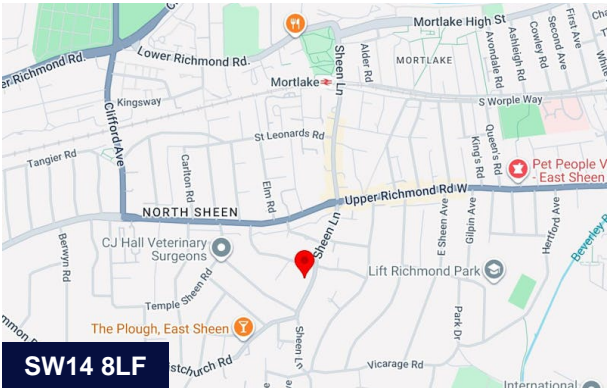 Mortlake High St
Lower Richmond Rd.
er Richmond Rd.
Sheen Ln
Alder Rd
MORTLAKE
Avondale Rd
Ashleigh Rd
Cowley Rd
Second Ave
First Ave
Mortlake
S Worple Way
Kingsway
Clifford Ave
St Leonards Rd
Tangier Rd
Carlton Rd
Elm Rd
Queen's Rd
King's Rd
Pet People V
- East Sheen
Upper Richmond Rd W
NORTH SHEEN
Sheen Ln
E Sheen Ave
Gilpin Ave
Hertford Ave
Beverley
Berwyn Rd
CJ Hall Veterinary
Surgeons
Lift Richmond Park
Temple Sheen Rd
The Plough, East Sheen
Park Dr
mmon Rd
Sheen Ln
stchurch Rd
Vicarage Rd
International
SW14 8LF